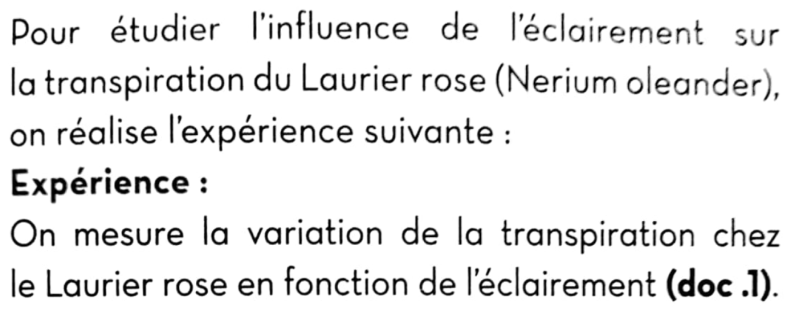 Pour étudier l'influence de l'éclairement sur
la transpiration du Laurier rose (Nerium oleander),
on réalise l'expérience suivante :
Expérience :
On mesure la variation de la transpiration chez
le Laurier rose en fonction de l'éclairement (doc .1).